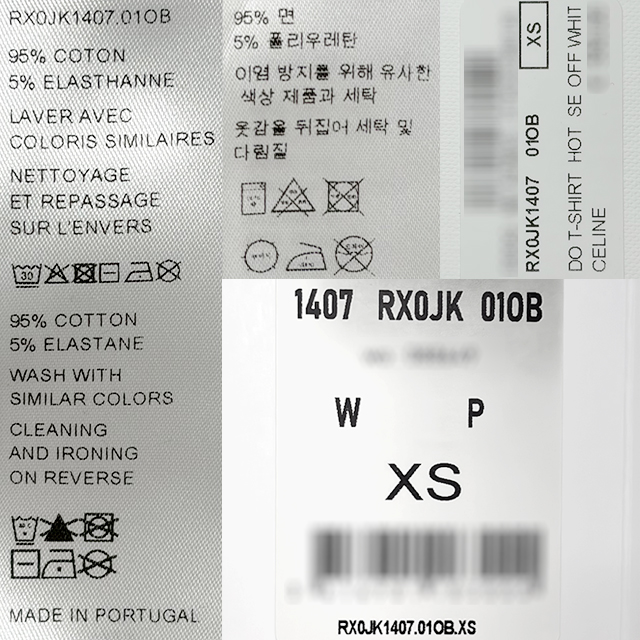 RX0JK1407.01OB
95% COTON
5% ELASTHANNE
LAVER AVEC
COLORIS SIMILAIRES
NETTOYAGE
ET REPASSAGE
SUR L'ENVERS
30
95% COTTON
5% ELASTANE
WASH WITH
SIMILAR COLORS
CLEANING
AND IRONING
ON REVERSE
MADE IN PORTUGAL
95% 면
5% 폴리우레탄
이염 방지를 위해 유사한
색상 제품과 세탁
옷감을 뒤집어 세탁 및
다림질
XS
RX0JK1407 01OB
DO T-SHIRT HOT SE OFF WHIT
CELINE
1407 RX0JK 01OB
W P
XS
RX0JK1407.01OB.XS